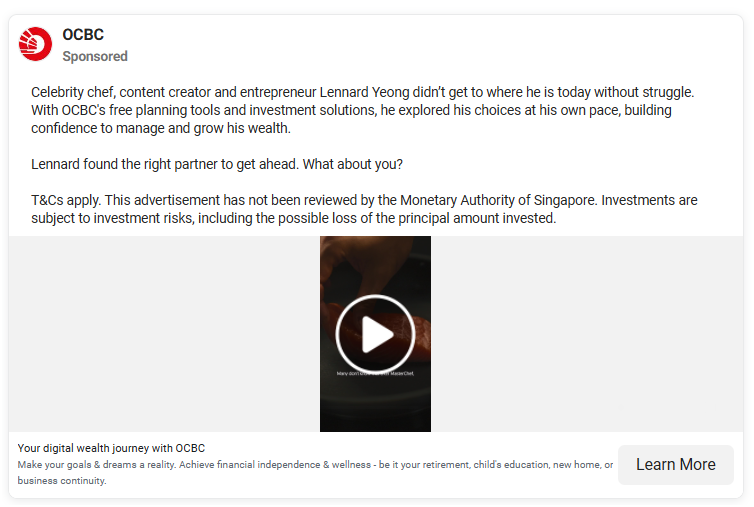 OCBC
Sponsored
Celebrity chef, content creator and entrepreneur Lennard Yeong didn’t get to where he is today without struggle.
With OCBC's free planning tools and investment solutions, he explored his choices at his own pace, building
confidence to manage and grow his wealth.
Lennard found the right partner to get ahead. What about you?
T&Cs apply. This advertisement has not been reviewed by the Monetary Authority of Singapore. Investments are
subject to investment risks, including the possible loss of the principal amount invested.
Many don't MasterChef,
Your digital wealth journey with OCBC
Make your goals & dreams a reality. Achieve financial independence & wellness - be it your retirement, child's education, new home, or
business continuity.
Learn More